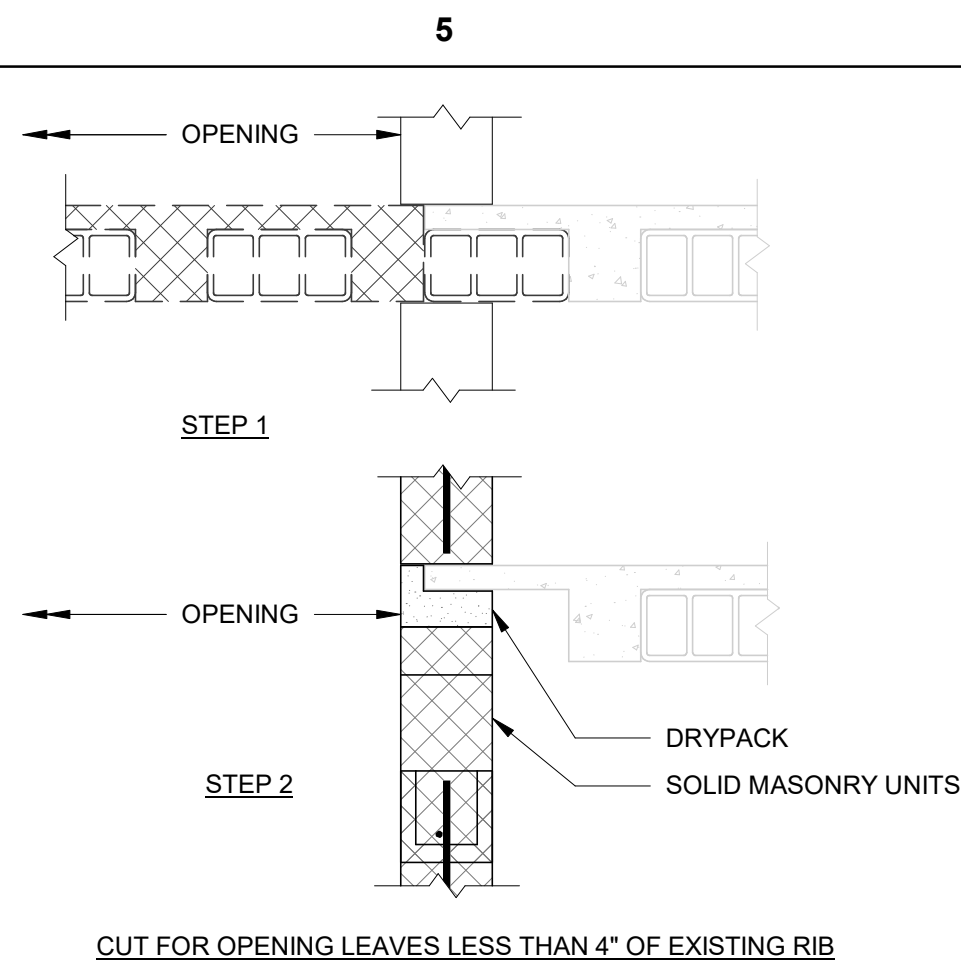 5
OPENING
STEP 1
OPENING
DRYPACK
SOLID MASONRY UNITS
STEP 2
CUT FOR OPENING LEAVES LESS THAN 4" OF EXISTING RIB